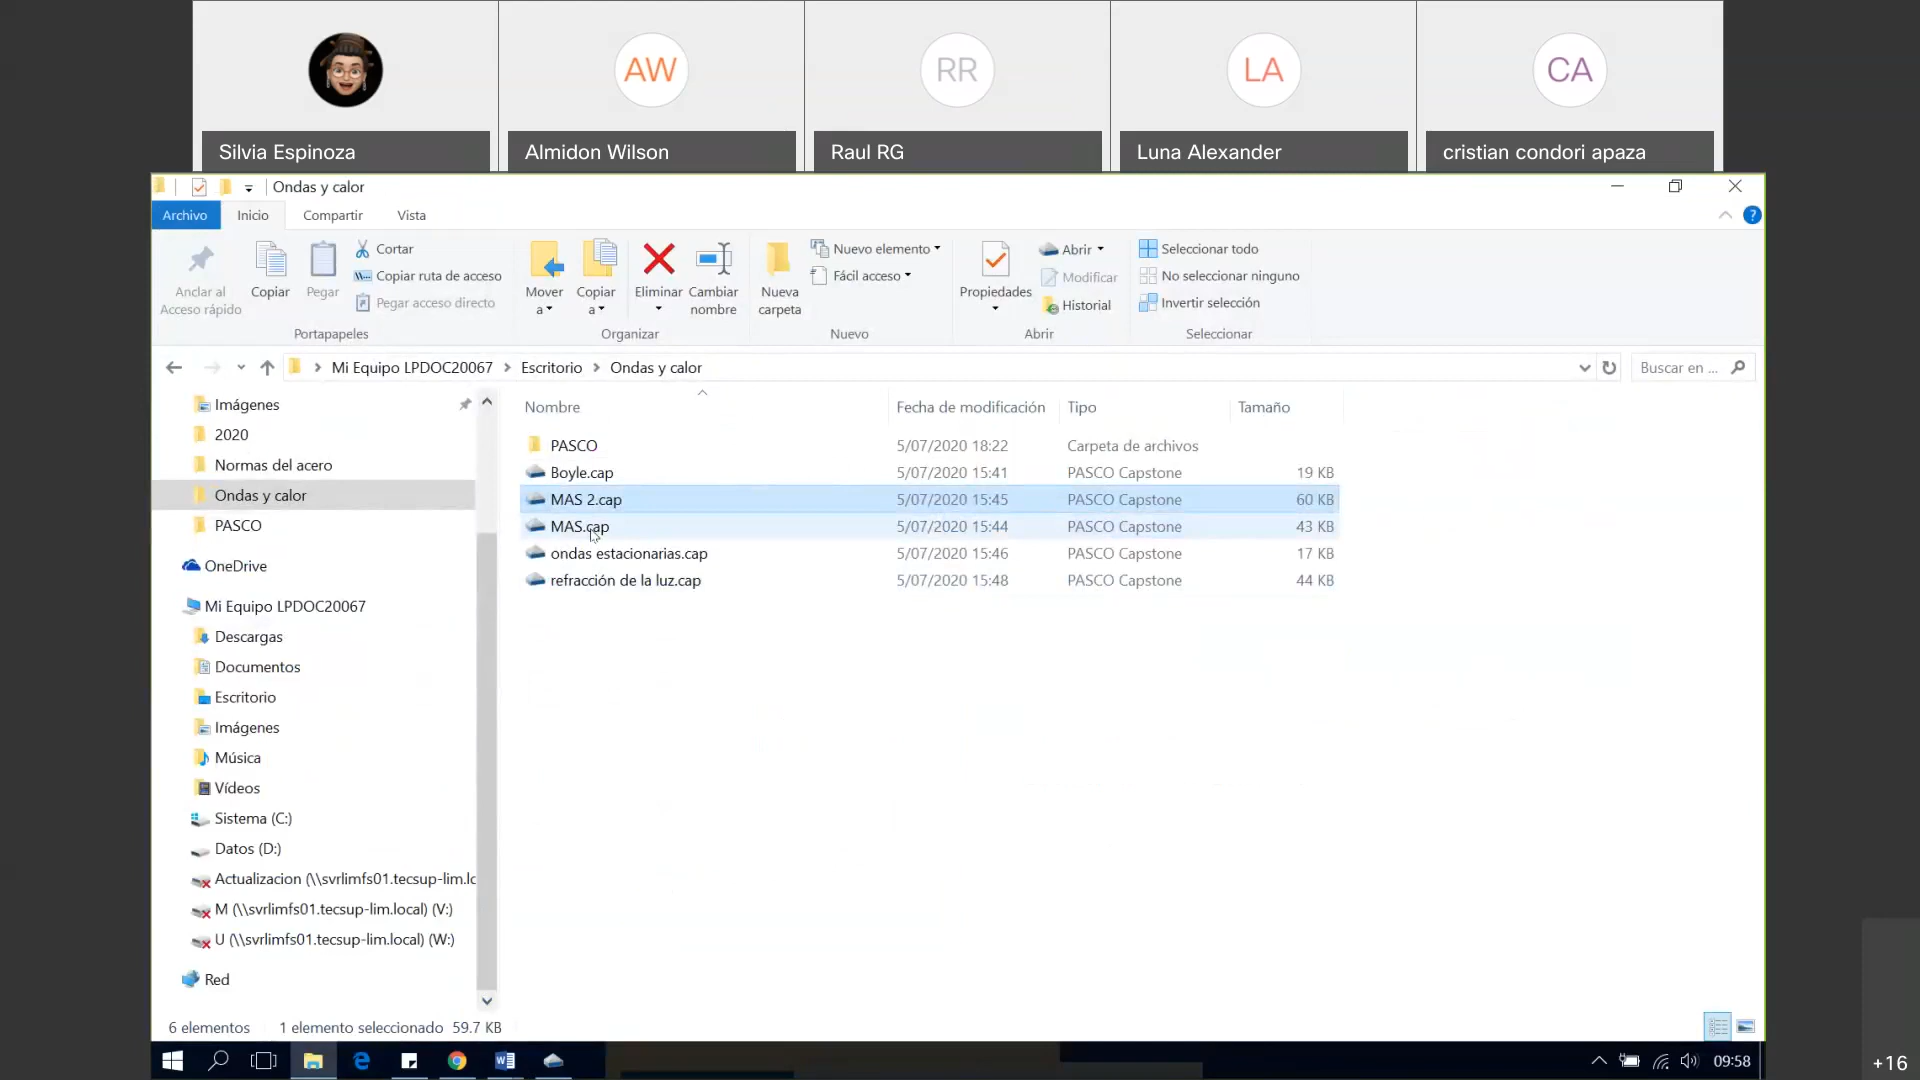 AW
RR
LA
CA
Silvia Espinoza
Almidon Wilson
Raul RG
Luna Alexander
cristian condori apaza
Ondas y calor
Archivo
Inicio
Compartir
Vista
?
Anclar al
Acceso rápido
Copiar
Pegar
Cortar
Copiar ruta de acceso
Pegar acceso directo
Portapapeles
Mover
a
Copiar
a
Eliminar
Cambiar
nombre
Organizar
Nueva
carpeta
Nuevo elemento
Fácil acceso
Nuevo
Propiedades
Abrir
Modificar
Historial
Abrir
Seleccionar todo
No seleccionar ninguno
Invertir selección
Seleccionar
Mi Equipo LPDOC20067 > Escritorio > Ondas y calor
Buscar en ...
Imágenes
2020
Normas del acero
Ondas y calor
PASCO
OneDrive
Mi Equipo LPDOC20067
Descargas
Documentos
Escritorio
Imágenes
Música
Vídeos
Sistema (C:)
Datos (D:)
Actualizacion (\\svrlimfs01.tecsup-lim.lc
M (\\svrlimfs01.tecsup-lim.local) (V:)
U (\\svrlimfs01.tecsup-lim.local) (W:)
Red
Nombre Fecha de modificación Tipo Tamaño
PASCO 5/07/2020 18:22 Carpeta de archivos
Boyle.cap 5/07/2020 15:41 PASCO Capstone 19 KB
MAS 2.cap 5/07/2020 15:45 PASCO Capstone 60 KB
MAS.cap 5/07/2020 15:44 PASCO Capstone 43 KB
ondas estacionarias.cap 5/07/2020 15:46 PASCO Capstone 17 KB
refracción de la luz.cap 5/07/2020 15:48 PASCO Capstone 44 KB
6 elementos 1 elemento seleccionado 59.7 KB
09:58
+16